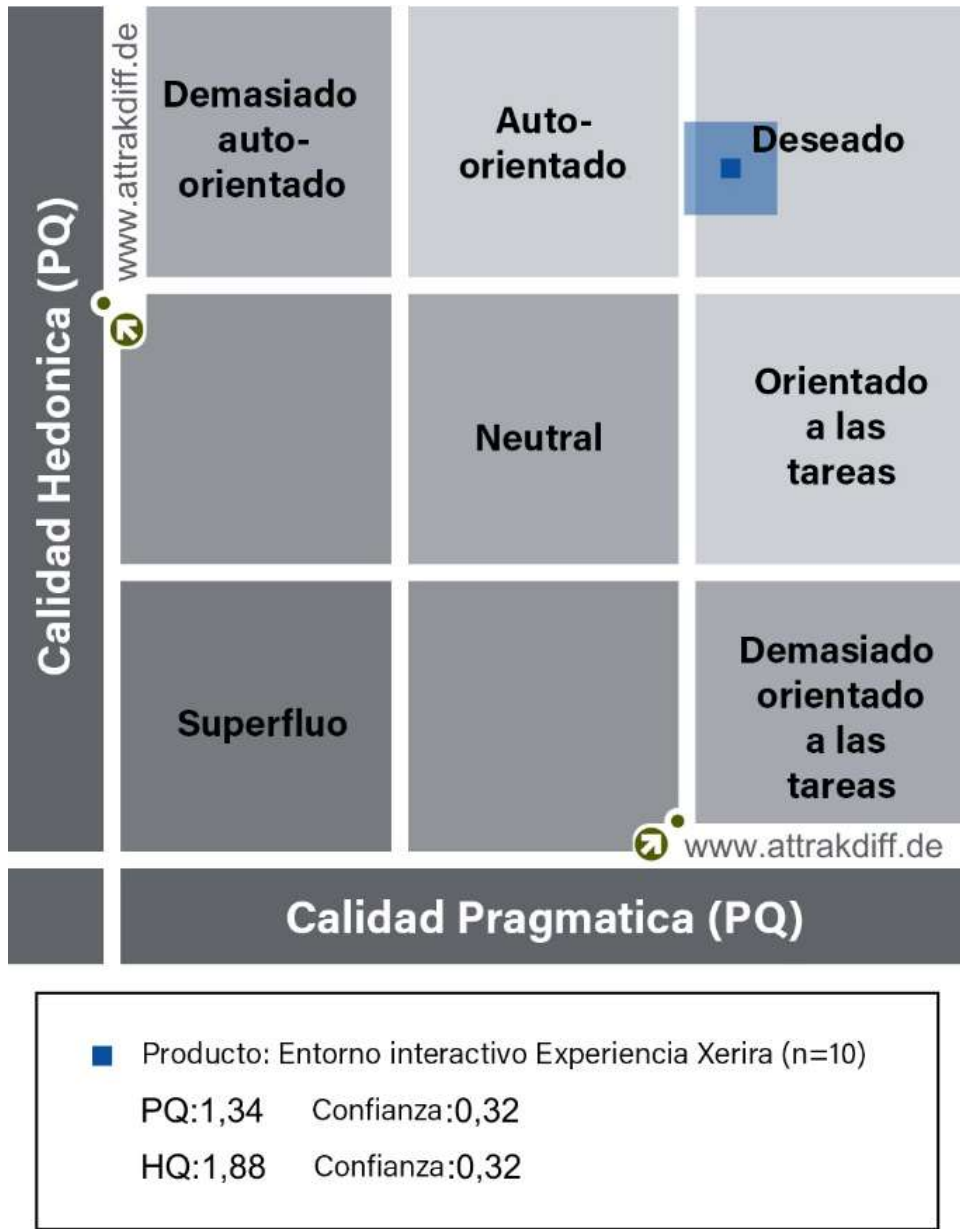 www.attrakdiff.de
Calidad Hedonica (PQ)
Demasiado
auto-
orientado
Auto-
orientado
Deseado
Neutral
Orientado
a las
tareas
Superfluo
Demasiado
orientado
a las
tareas
www.attrakdiff.de
Calidad Pragmatica (PQ)
Producto: Entorno interactivo Experiencia Xerira (n=10)
PQ:1,34 Confianza:0,32
HQ:1,88 Confianza:0,32